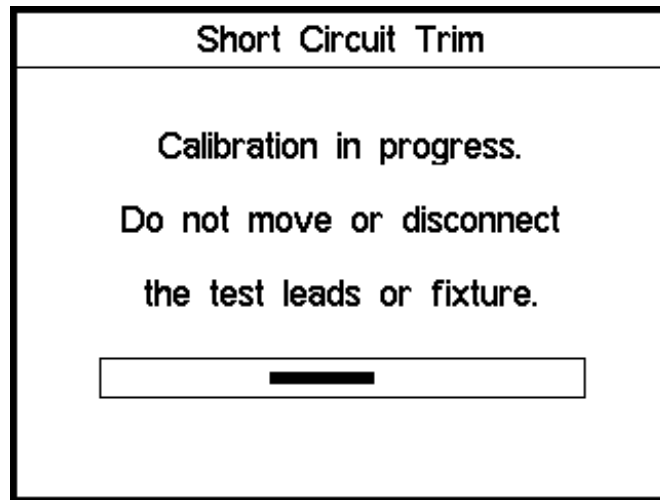 Short Circuit Trim
Calibration in progress.
Do not move or disconnect
the test leads or fixture.